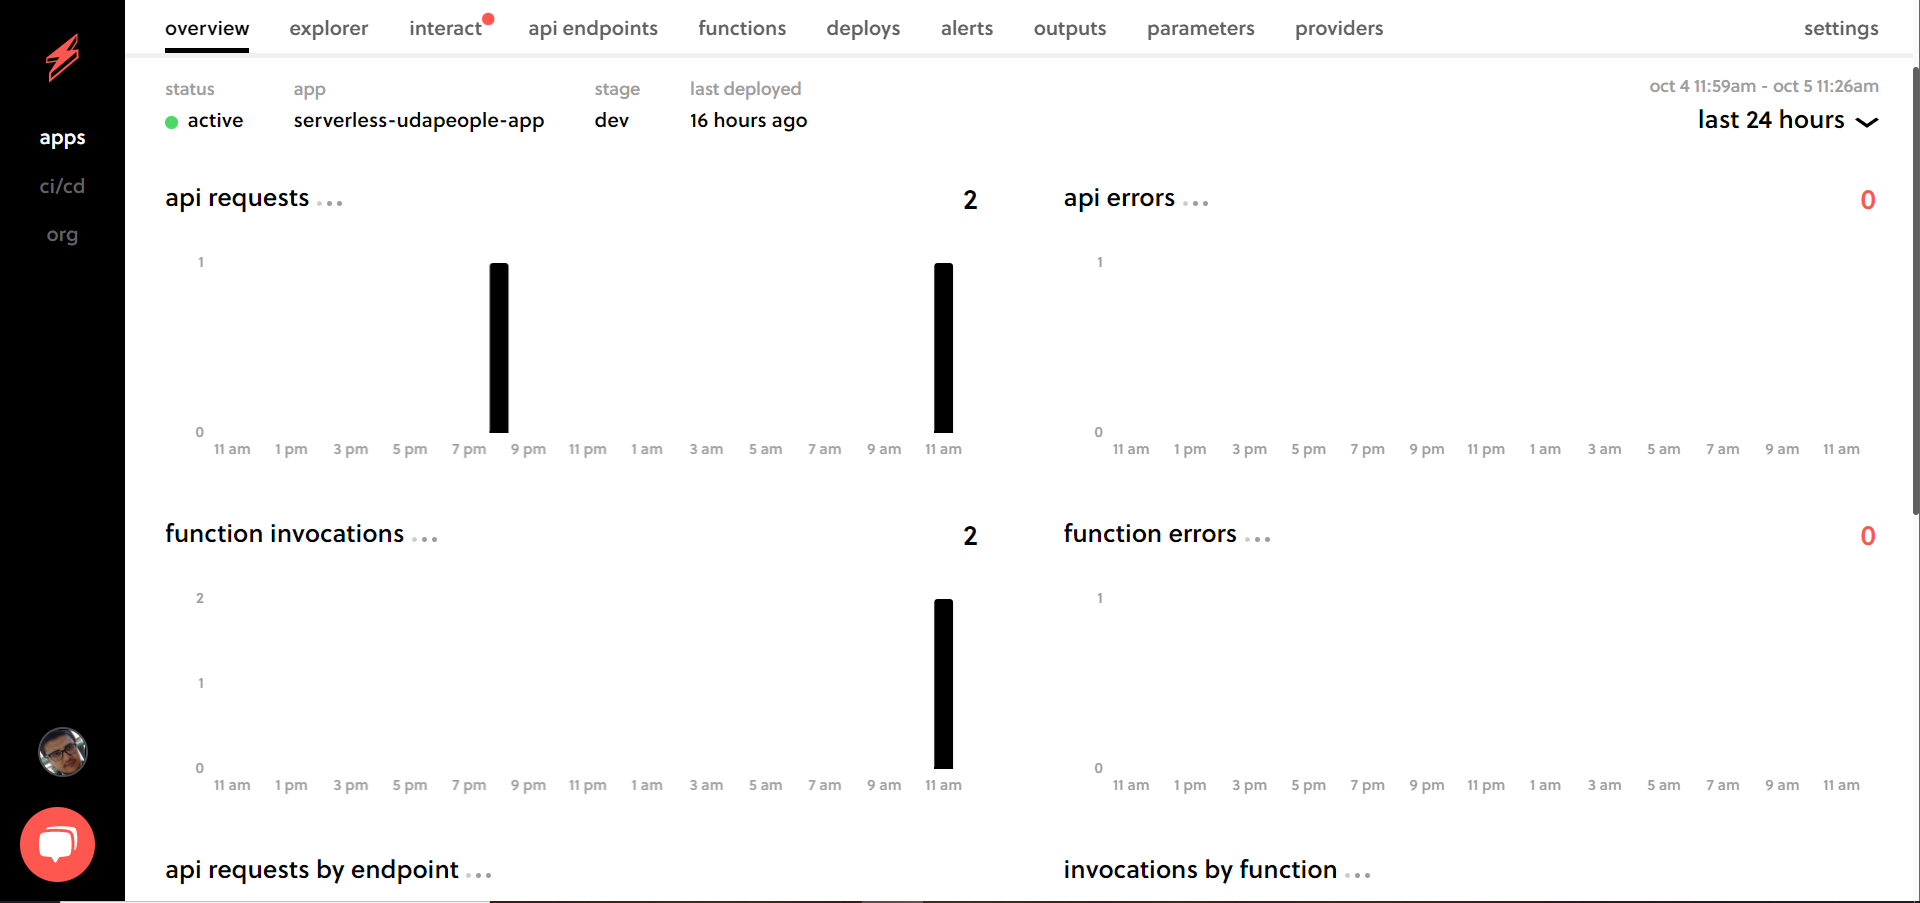 overview explorer interact api endpoints functions deploys alerts outputs parameters providers settings
status app stage last deployed oct 4 11:59am - oct 5 11:26am
active serverless-udapeople-app dev 16 hours ago last 24 hours
apps
ci/cd
org
api requests ... 2
1
0
11 am 1 pm 3 pm 5 pm 7 pm 9 pm 11 pm 1 am 3 am 5 am 7 am 9 am 11 am
api errors ... 0
1
0
11 am 1 pm 3 pm 5 pm 7 pm 9 pm 11 pm 1 am 3 am 5 am 7 am 9 am 11 am
function invocations ... 2
2
1
0
11 am 1 pm 3 pm 5 pm 7 pm 9 pm 11 pm 1 am 3 am 5 am 7 am 9 am 11 am
function errors ... 0
1
0
11 am 1 pm 3 pm 5 pm 7 pm 9 pm 11 pm 1 am 3 am 5 am 7 am 9 am 11 am
api requests by endpoint ...
invocations by function ...